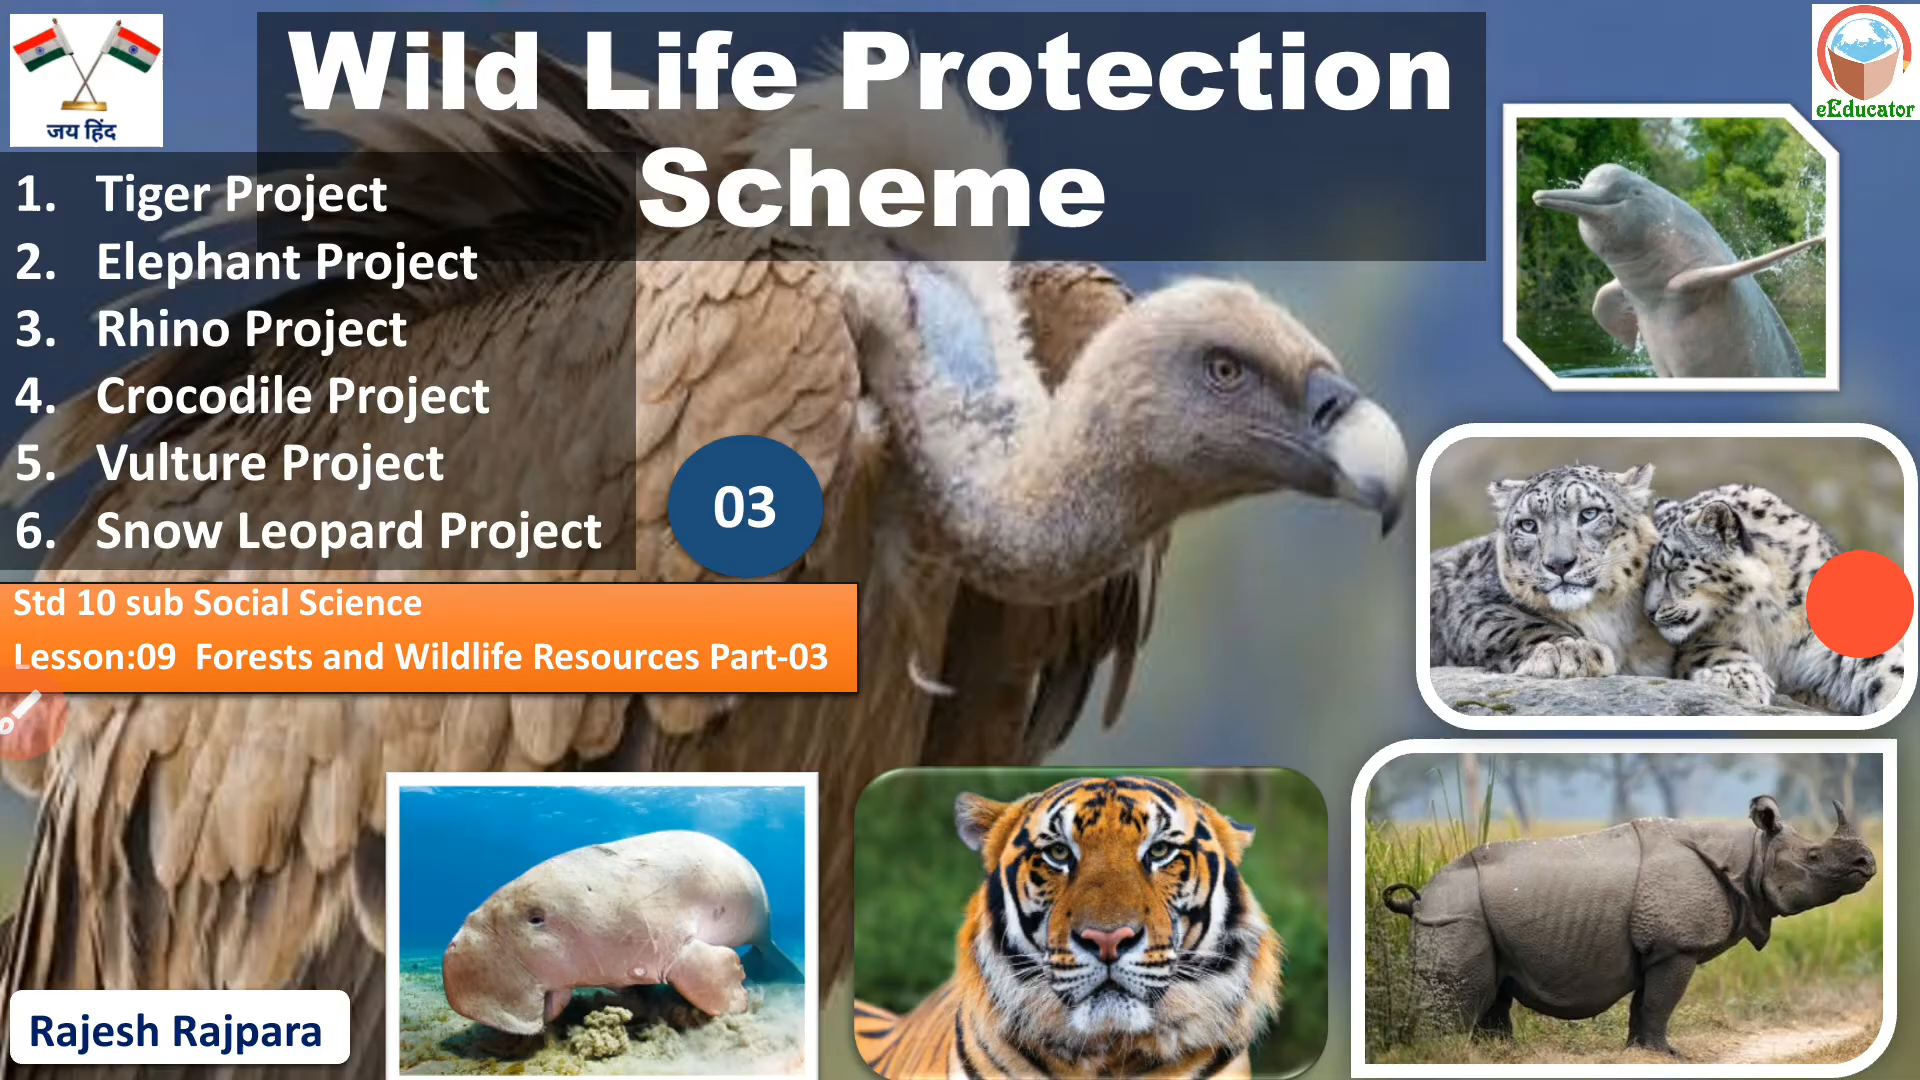 Wild Life Protection
Scheme
जय हिंद
eEducator
1. Tiger Project
2. Elephant Project
3. Rhino Project
4. Crocodile Project
5. Vulture Project
6. Snow Leopard Project
03
Std 10 sub Social Science
Lesson:09 Forests and Wildlife Resources Part-03
Rajesh Rajpara